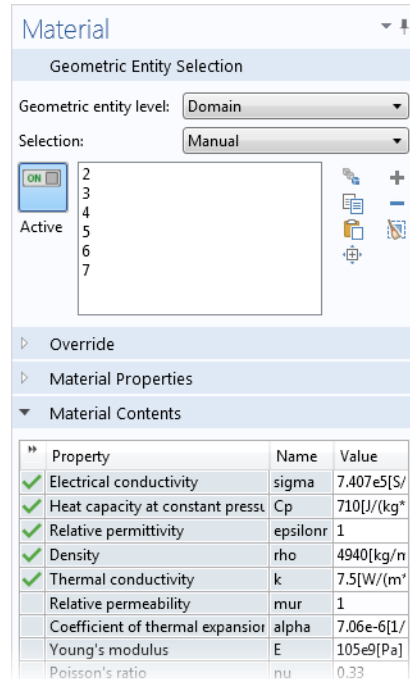 Material
Geometric Entity Selection
Geometric entity level: Domain
Selection: Manual
ON
Active
2
3
4
5
6
7
Override
Material Properties
Material Contents
Property Name Value
Electrical conductivity sigma 7.407e5[S/
Heat capacity at constant pressu Cp 710[J/(kg*
Relative permittivity epsilonr 1
Density rho 4940[kg/m
Thermal conductivity k 7.5[W/(m*
Relative permeability mur 1
Coefficient of thermal expansion alpha 7.06e-6[1/
Young's modulus E 105e9[Pa]
Poisson's ratio nu 0.33